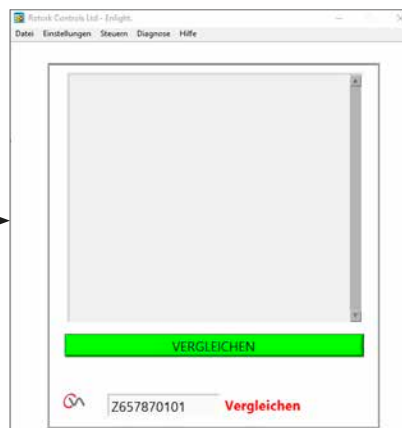 Rotork Controls Ltd - Enlight.
Datei Einstellungen Steuern Diagnose Hilfe
VERGLEICHEN
Z657870101 Vergleichen